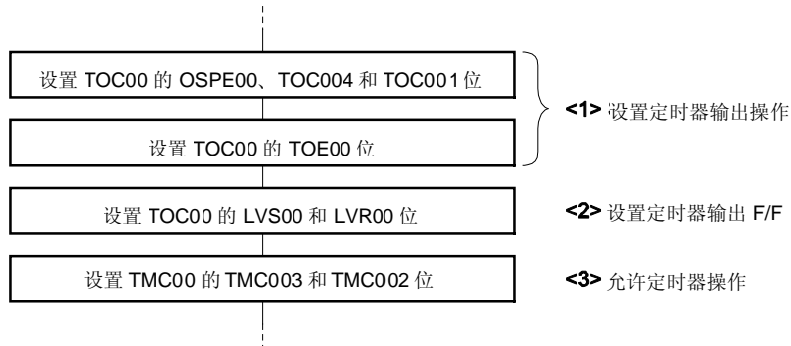 设置 TOC00 的 OSPE00、TOC004 和 TOC001 位
设置 TOC00 的 TOE00 位
<1> 设置定时器输出操作
设置 TOC00 的 LVS00 和 LVR00 位
<2> 设置定时器输出 F/F
设置 TMC00 的 TMC003 和 TMC002 位
<3> 允许定时器操作